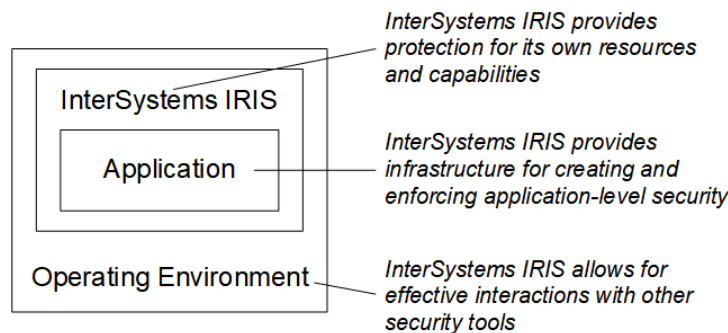 InterSystems IRIS provides
protection for its own resources
and capabilities
InterSystems IRIS
InterSystems IRIS provides
infrastructure for creating and
enforcing application-level security
Application
Operating Environment
InterSystems IRIS allows for
effective interactions with other
security tools